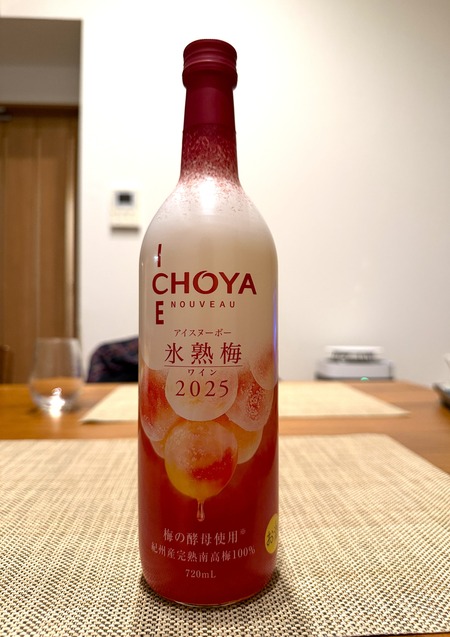 ICE
CHOYA
NOUVEAU
アイスヌーボー
氷熟梅
ワイン
2025
梅の酵母使用※
紀州産完熟南高梅100%
720mL